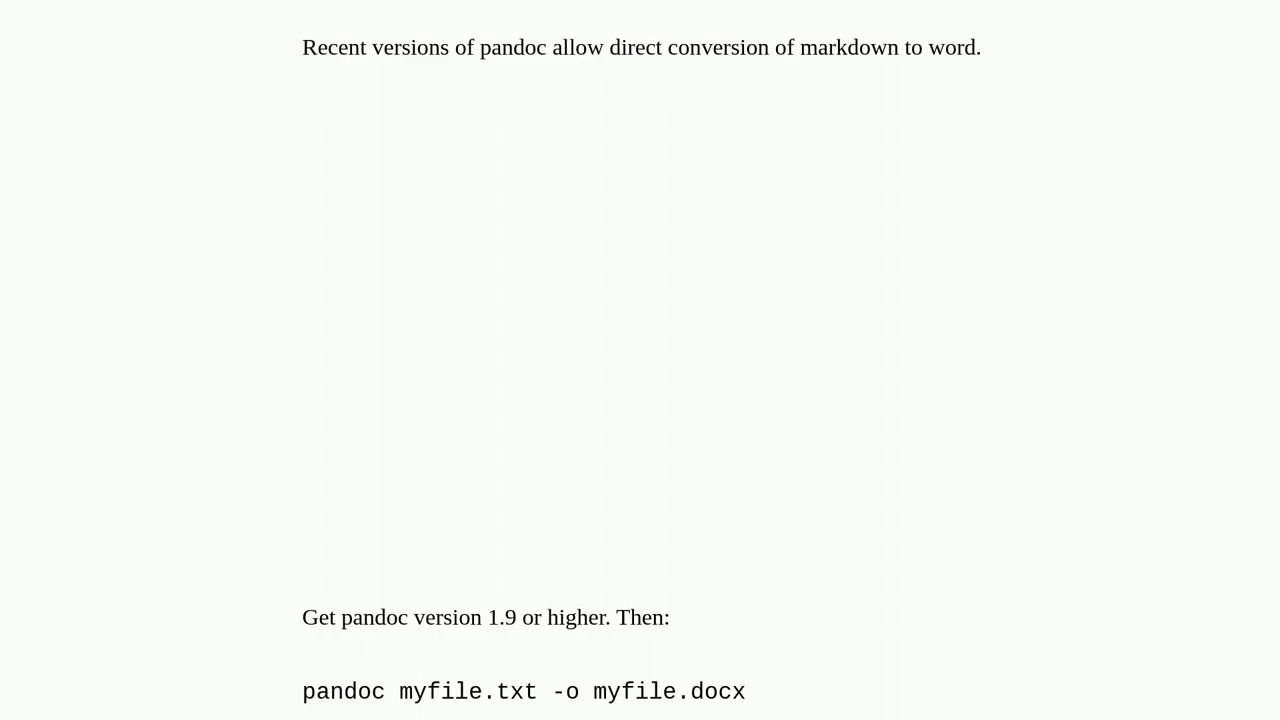 Recent versions of pandoc allow direct conversion of markdown to word.
Get pandoc version 1.9 or higher. Then:
pandoc myfile.txt -o myfile.docx